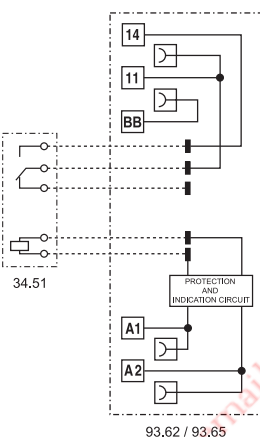 14
11
BB
34.51
PROTECTION
AND
INDICATION CIRCUIT
A1
A2
93.62 / 93.65